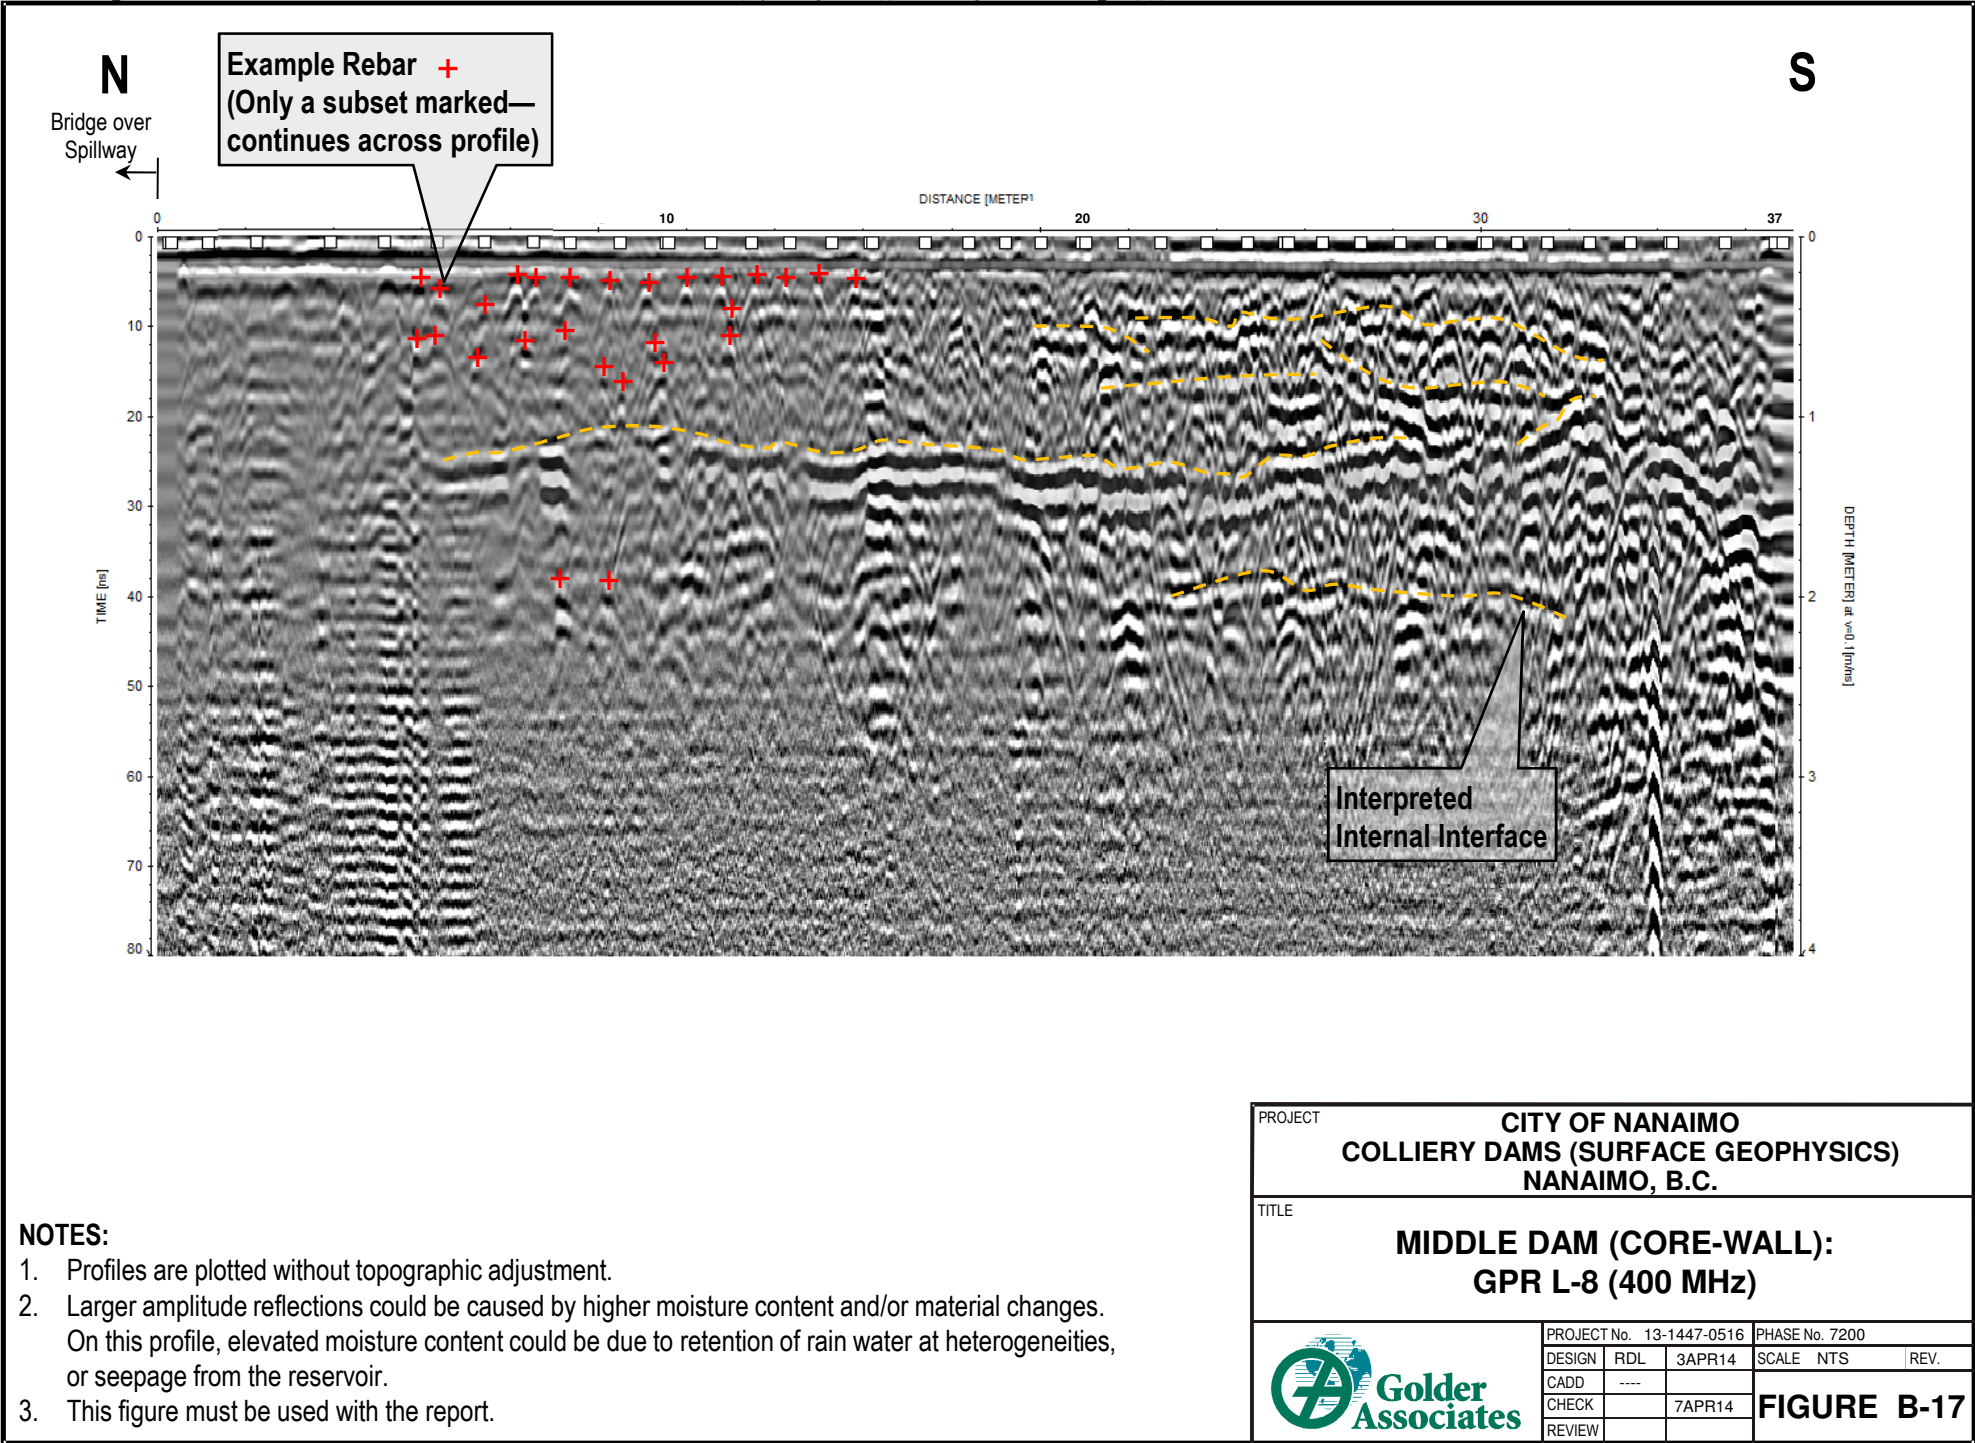 N
S
Bridge over
Spillway
Example Rebar +
(Only a subset marked—
continues across profile)
DISTANCE [METER]
0 10 20 30 37
0 0
10
20 1
30
40 2
50
60 3
70
80 4
TIME [ns]
DEPTH [METER] at v=0.1 [m/ns]
Interpreted
Internal Interface
NOTES:
1. Profiles are plotted without topographic adjustment.
2. Larger amplitude reflections could be caused by higher moisture content and/or material changes.
On this profile, elevated moisture content could be due to retention of rain water at heterogeneities,
or seepage from the reservoir.
3. This figure must be used with the report.
PROJECT
CITY OF NANAIMO
COLLIERY DAMS (SURFACE GEOPHYSICS)
NANAIMO, B.C.
TITLE
MIDDLE DAM (CORE-WALL):
GPR L-8 (400 MHz)
Golder
Associates
PROJECT No. 13-1447-0516 PHASE No. 7200
DESIGN RDL 3APR14 SCALE NTS REV.
CADD ----
CHECK 7APR14
REVIEW
FIGURE B-17